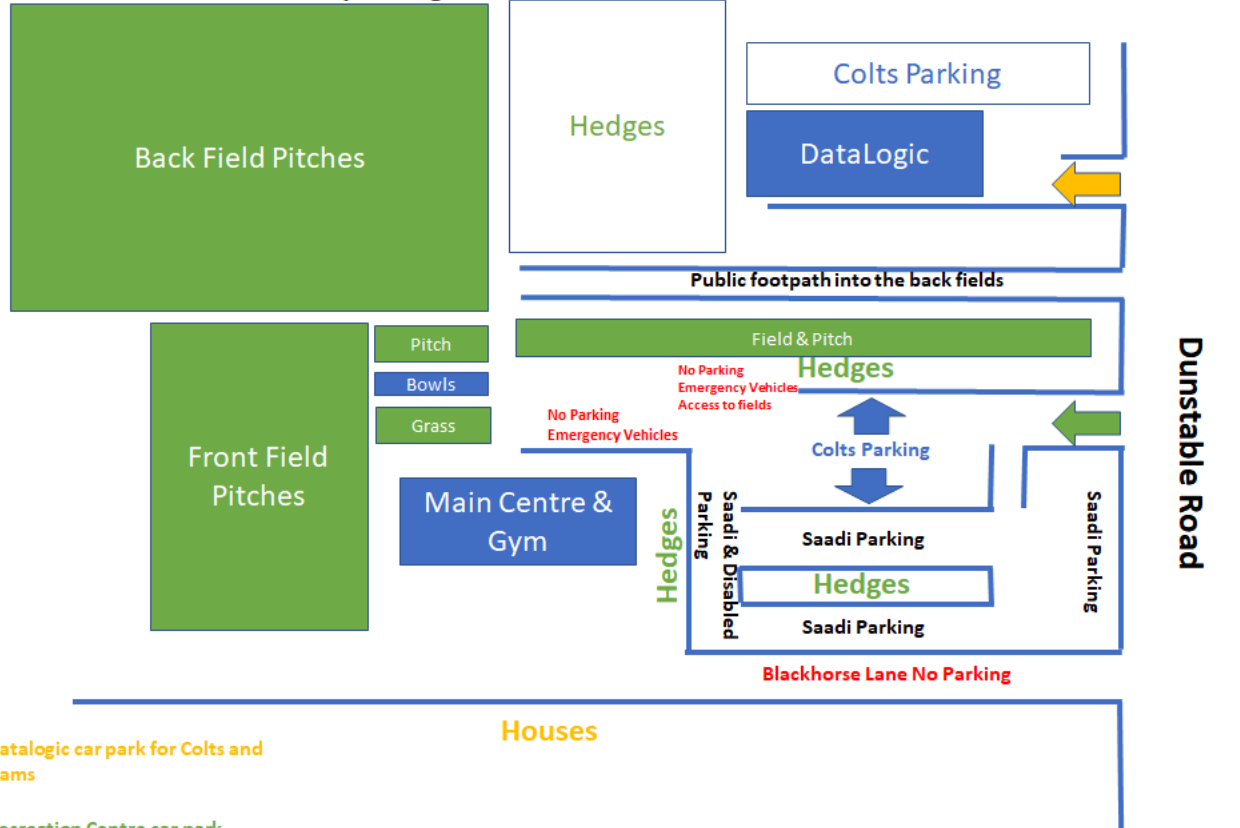 Colts Parking
Hedges
DataLogic
Back Field Pitches
Public footpath into the back fields
Field & Pitch
Pitch
Hedges
No Parking
Emergency Vehicles
Access to fields
Bowls
No Parking
Emergency Vehicles
Grass
Colts Parking
Front Field
Pitches
Main Centre &
Gym
Hedges
Saadi & Disabled
Parking
Saadi Parking
Hedges
Saadi Parking
Saadi Parking
Dunstable Road
Blackhorse Lane No Parking
Houses
atalogic car park for Colts and
ams